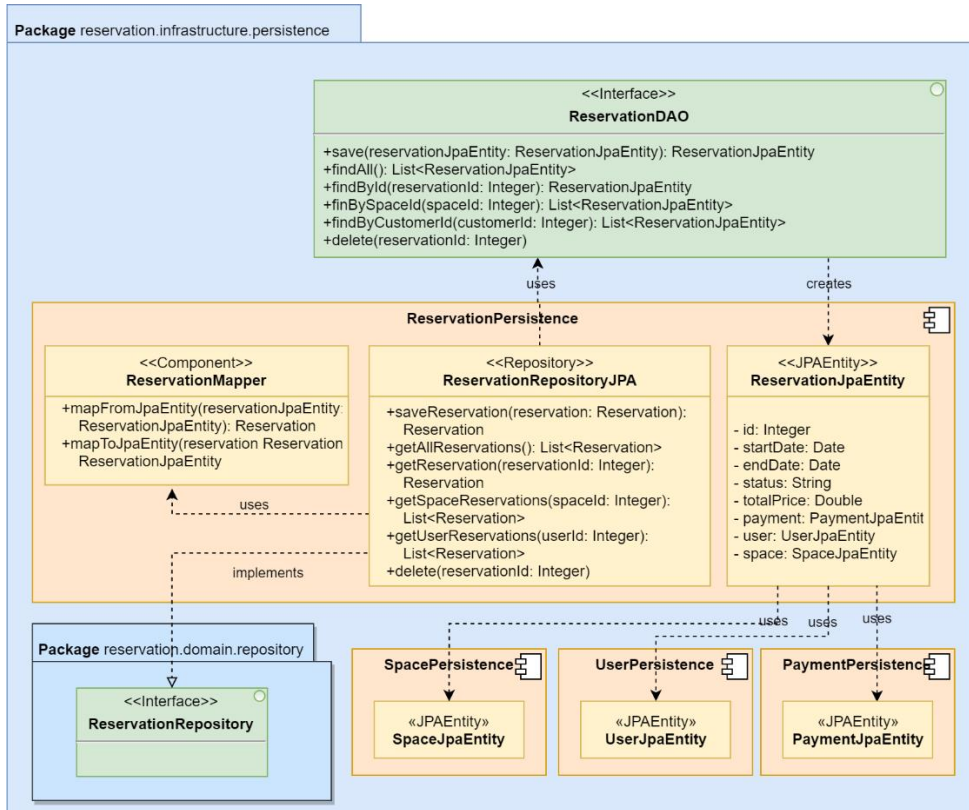 Package reservation.infrastructure.persistence
<<Interface>>
ReservationDAO
+save(reservationJpaEntity: ReservationJpaEntity): ReservationJpaEntity
+findAll(): List<ReservationJpaEntity>
+findById(reservationId: Integer): ReservationJpaEntity
+finBySpaceId(spaceId: Integer): List<ReservationJpaEntity>
+findByCustomerId(customerId: Integer): List<ReservationJpaEntity>
+delete(reservationId: Integer)
uses
creates
ReservationPersistence
<<Component>>
ReservationMapper
+mapFromJpaEntity(reservationJpaEntity:
ReservationJpaEntity): Reservation
+mapToJpaEntity(reservation Reservation
ReservationJpaEntity
<<Repository>>
ReservationRepositoryJPA
+saveReservation(reservation: Reservation):
Reservation
+getAllReservations(): List<Reservation>
+getReservation(reservationId: Integer):
Reservation
+getSpaceReservations(spaceId: Integer):
List<Reservation>
+getUserReservations(userId: Integer):
List<Reservation>
+delete(reservationId: Integer)
<<JPAEntity>>
ReservationJpaEntity
- id: Integer
- startDate: Date
- endDate: Date
- status: String
- totalPrice: Double
- payment: PaymentJpaEntit
- user: UserJpaEntity
- space: SpaceJpaEntity
uses
implements
uses
uses
uses
Package reservation.domain.repository
<<Interface>>
ReservationRepository
SpacePersistence
«JPAEntity»
SpaceJpaEntity
UserPersistence
«JPAEntity»
UserJpaEntity
PaymentPersistence
«JPAEntity»
PaymentJpaEntity